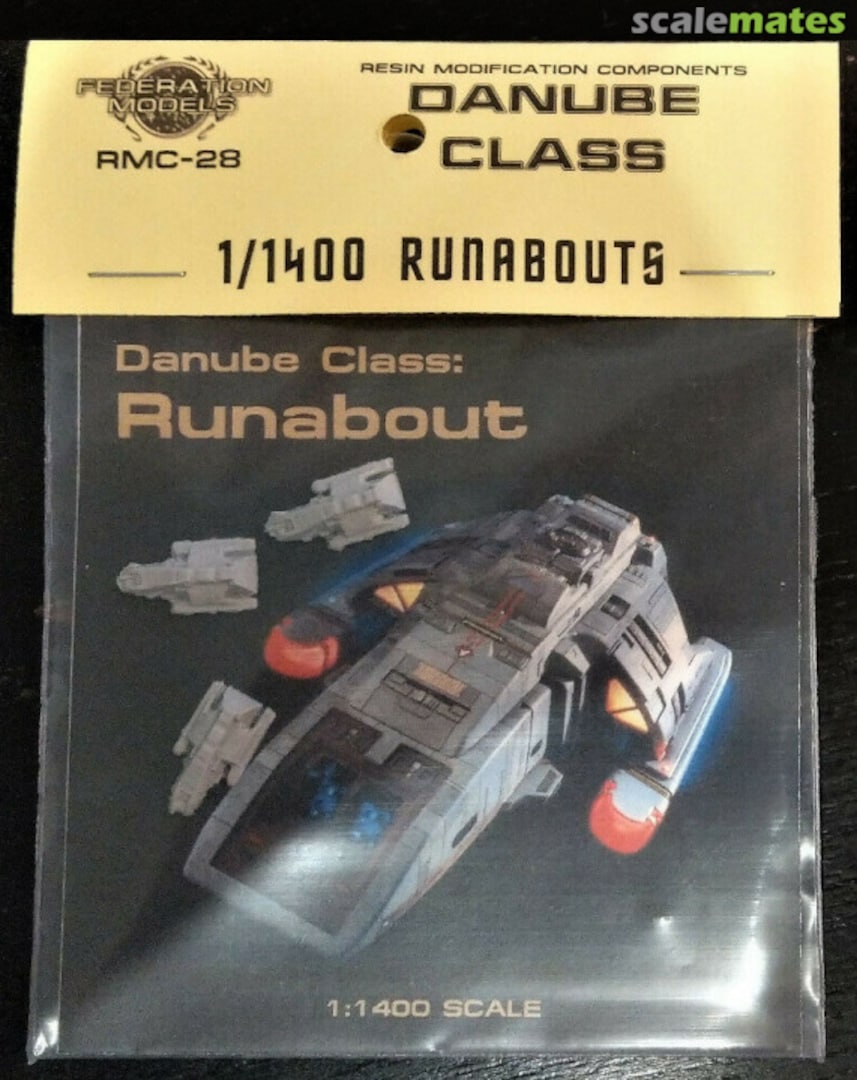 scalemates
FEDERATION
MODELS
RMC-28
RESIN MODIFICATION COMPONENTS
DANUBE
CLASS
1/1400 RUNABOUTS
Danube Class:
Runabout
1:1400 SCALE